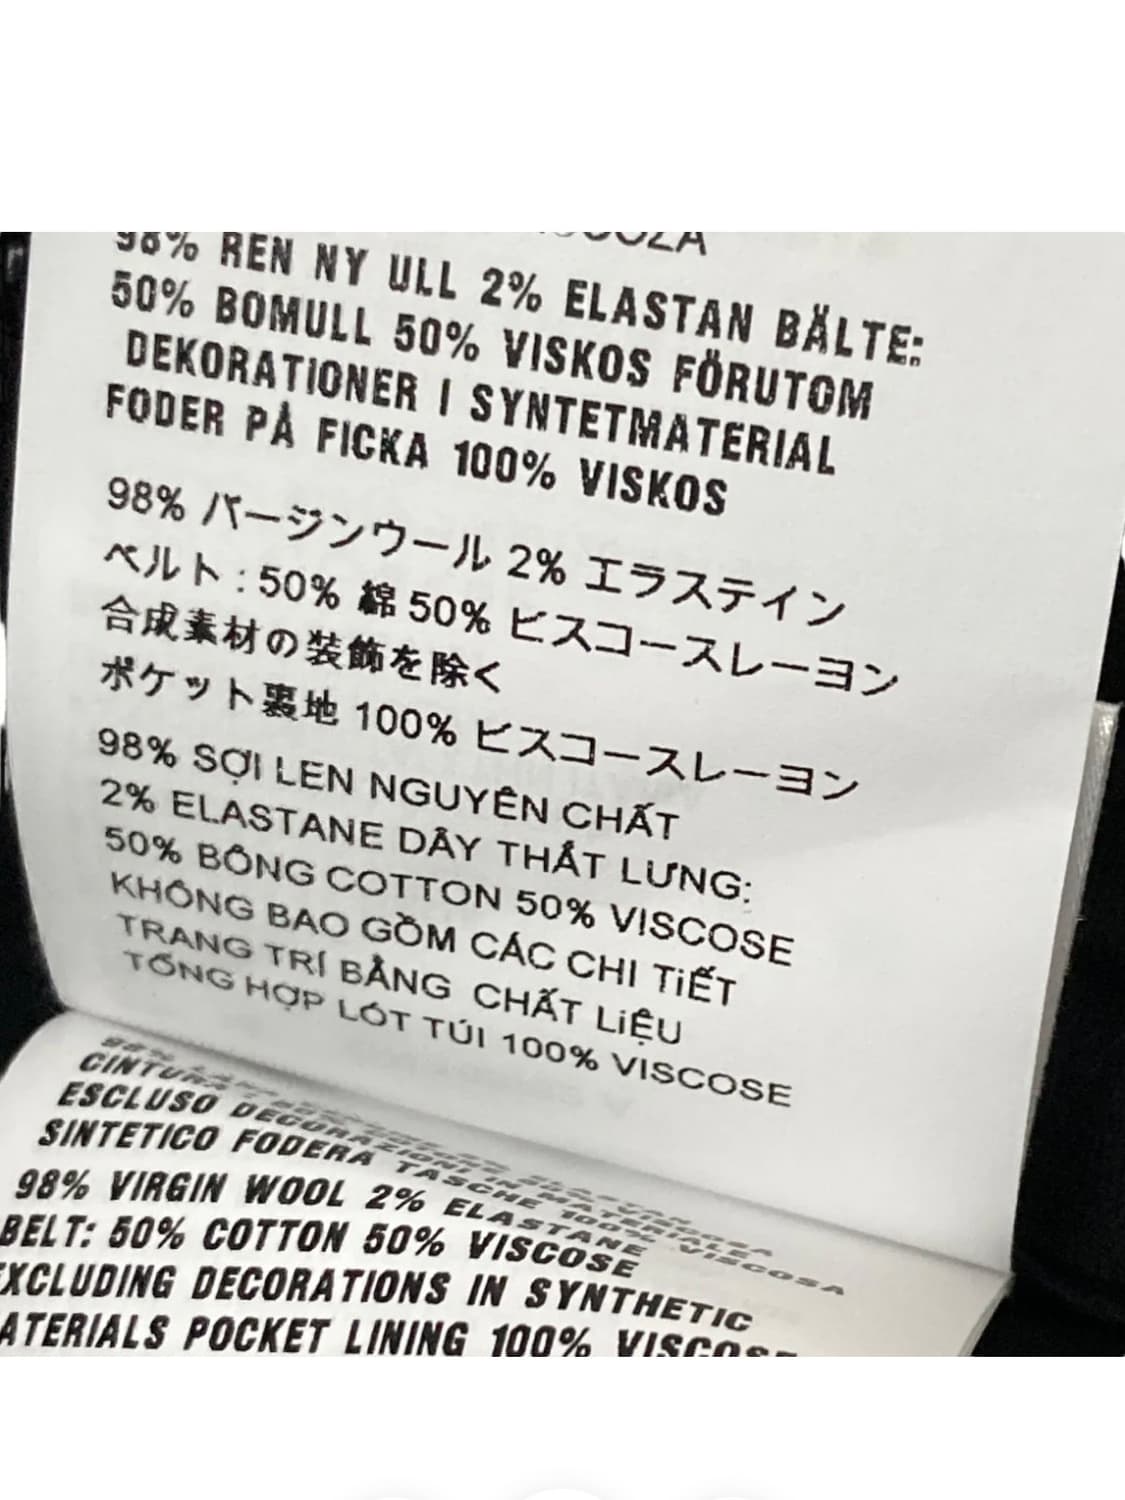 98% REN NY ULL 2% ELASTAN BÄLTE:
50% BOMULL 50% VISKOS FÖRUTOM
DEKORATIONER I SYNTETMATERIAL
FODER PÅ FICKA 100% VISKOS
98% バージンウール 2% エラステイン
ベルト : 50% 綿 50% ビスコースレーヨン
合成素材の装飾を除く
ポケット裏地 100% ビスコースレーヨン
98% SỢI LEN NGUYÊN CHẤT
2% ELASTANE DÂY THẮT LƯNG:
50% BÔNG COTTON 50% VISCOSE
KHÔNG BAO GỒM CÁC CHI TiẾT
TRANG TRÍ BẰNG CHẤT LiỆU
TỔNG HỢP LÓT TÚI 100% VISCOSE
98%
CINTURA
ESCLUSO DECORAZIONI IN MATERIALE
SINTETICO FODERA TASCHE 100% VISCOSA
98% VIRGIN WOOL 2% ELASTANE
BELT: 50% COTTON 50% VISCOSE
EXCLUDING DECORATIONS IN SYNTHETIC
ATERIALS POCKET LINING 100% VISCOSE